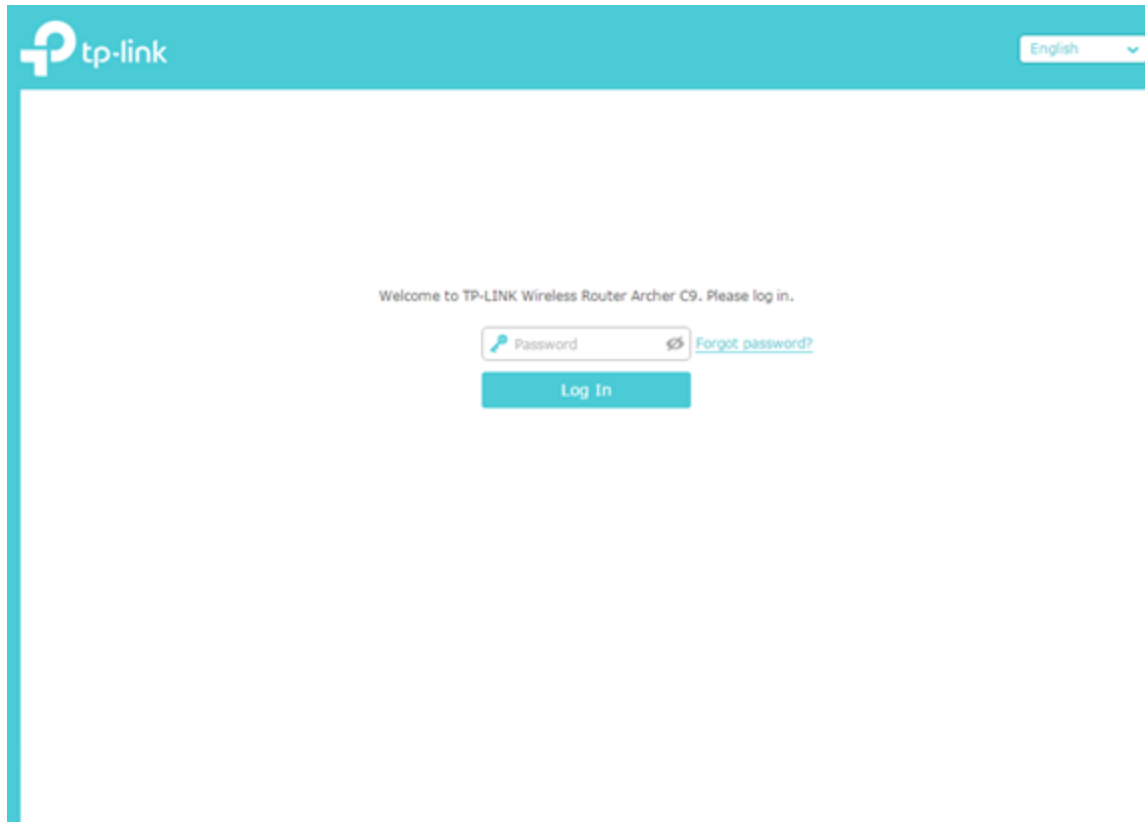 tp-link
English
Welcome to TP-LINK Wireless Router Archer C9. Please log in.
Password
Forgot password?
Log In